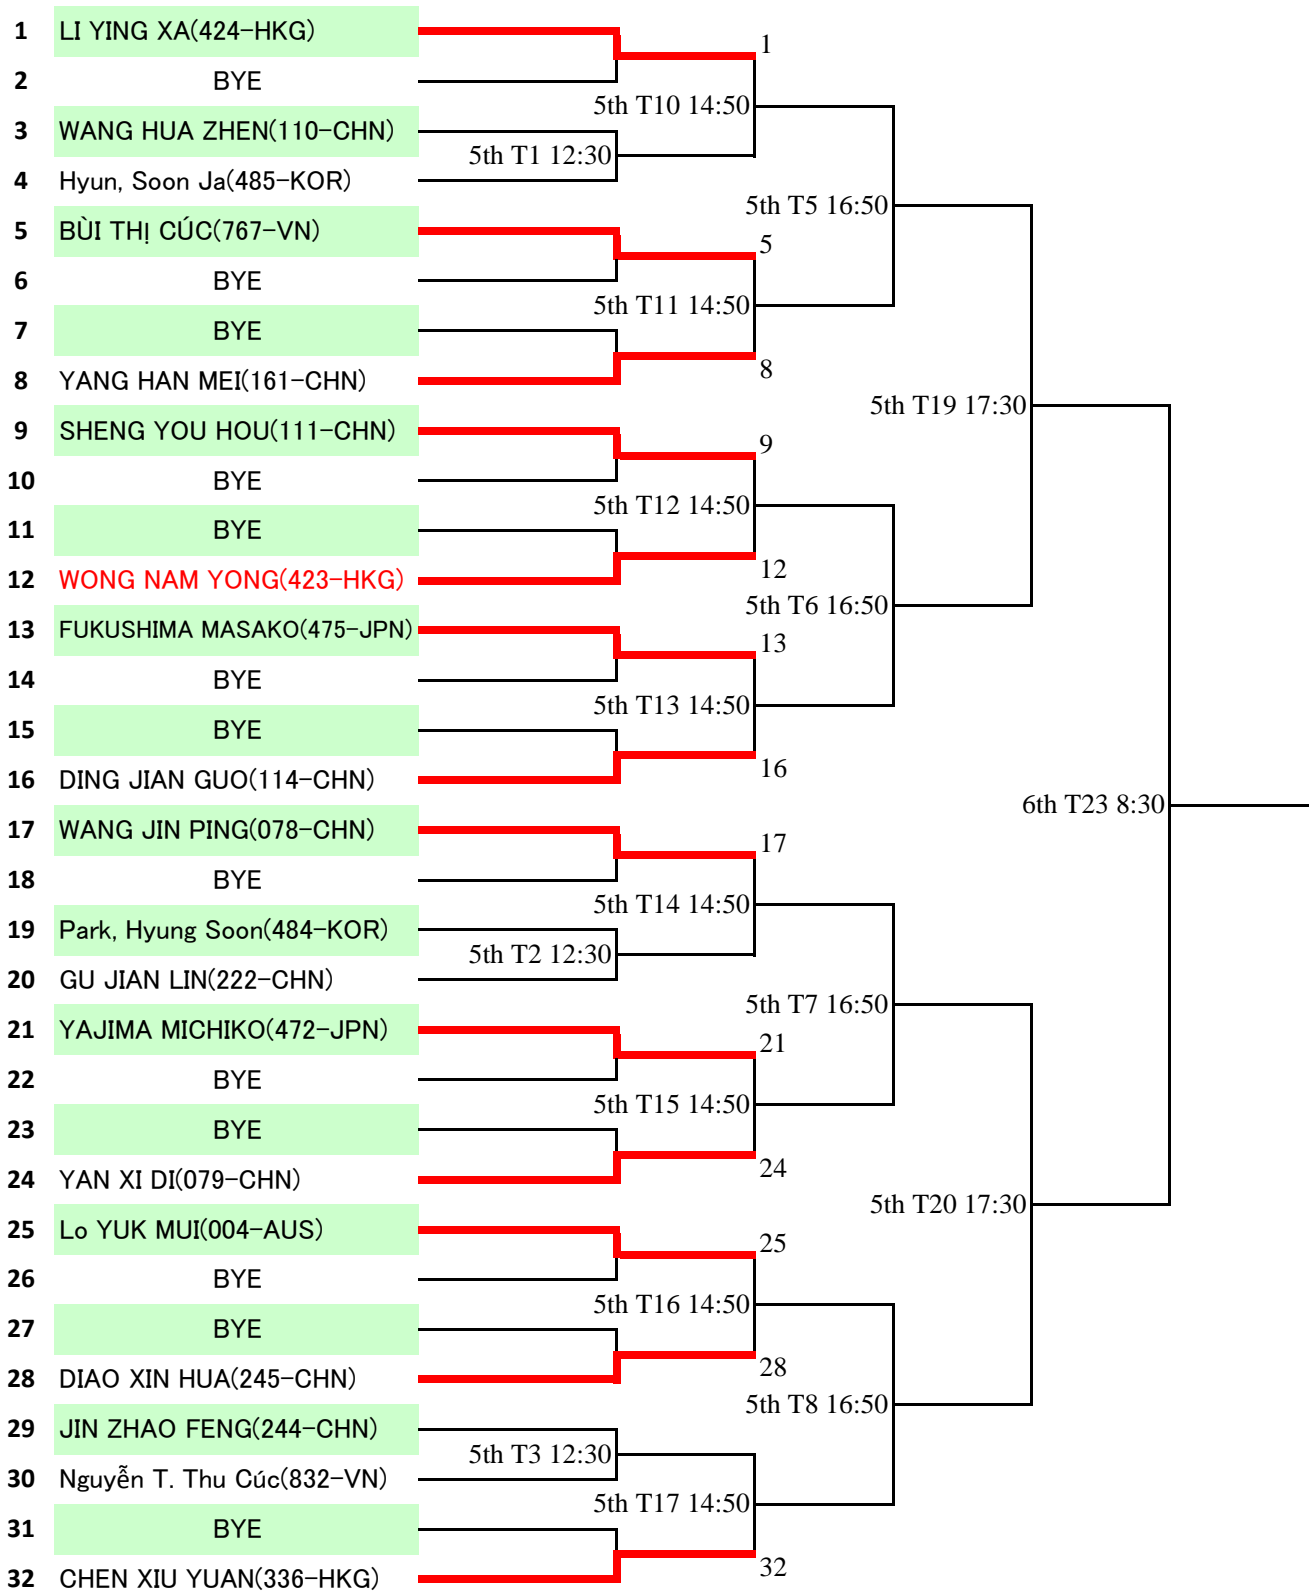 1 LI YING XA(424-HKG)
1
2 BYE
5th T10 14:50
3 WANG HUA ZHEN(110-CHN)
5th T1 12:30
4 Hyun, Soon Ja(485-KOR)
5th T5 16:50
5 BÙI THỊ CÚC(767-VN)
5
6 BYE
5th T11 14:50
7 BYE
8
8 YANG HAN MEI(161-CHN)
5th T19 17:30
9 SHENG YOU HOU(111-CHN)
9
10 BYE
5th T12 14:50
11 BYE
12
12 WONG NAM YONG(423-HKG)
5th T6 16:50
13 FUKUSHIMA MASAKO(475-JPN)
13
14 BYE
5th T13 14:50
15 BYE
16
16 DING JIAN GUO(114-CHN)
6th T23 8:30
17 WANG JIN PING(078-CHN)
17
18 BYE
5th T14 14:50
19 Park, Hyung Soon(484-KOR)
5th T2 12:30
20 GU JIAN LIN(222-CHN)
5th T7 16:50
21 YAJIMA MICHIKO(472-JPN)
21
22 BYE
5th T15 14:50
23 BYE
24
24 YAN XI DI(079-CHN)
5th T20 17:30
25 Lo YUK MUI(004-AUS)
25
26 BYE
5th T16 14:50
27 BYE
28
28 DIAO XIN HUA(245-CHN)
5th T8 16:50
29 JIN ZHAO FENG(244-CHN)
5th T3 12:30
30 Nguyễn T. Thu Cúc(832-VN)
5th T17 14:50
31 BYE
32
32 CHEN XIU YUAN(336-HKG)